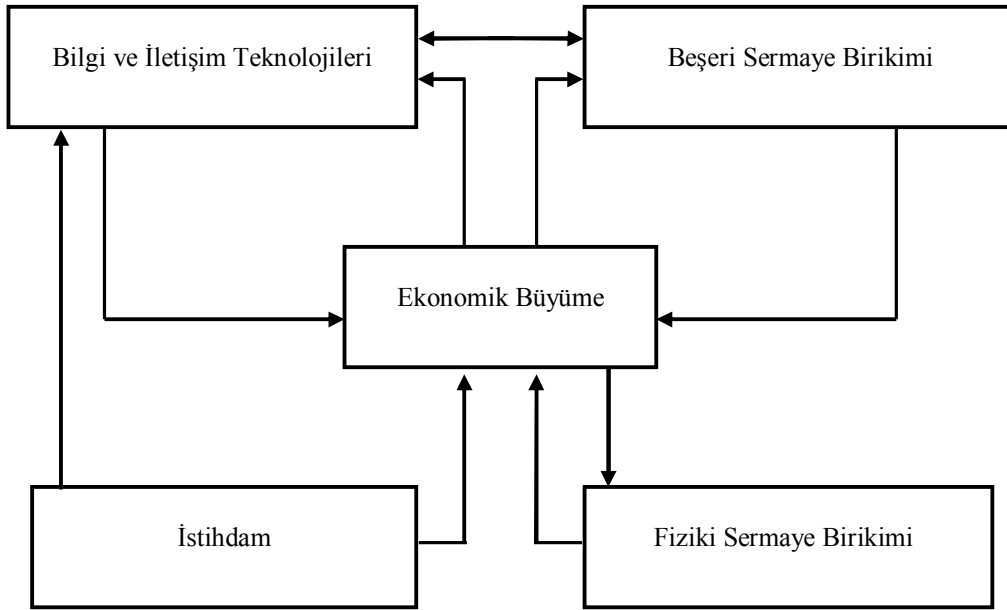 Bilgi ve İletişim Teknolojileri
Beşeri Sermaye Birikimi
Ekonomik Büyüme
İstihdam
Fiziki Sermaye Birikimi